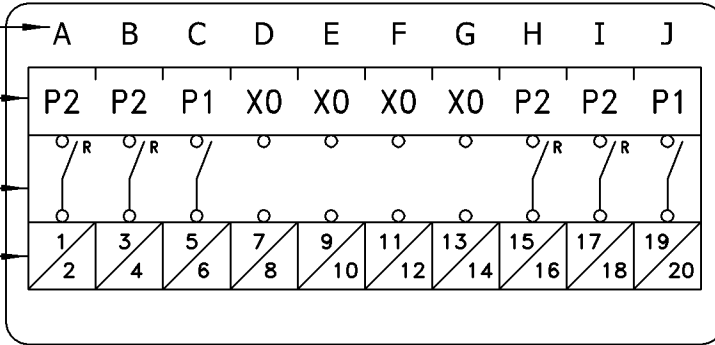 A B C D E F G H I J
P2 P2 P1 X0 X0 X0 X0 P2 P2 P1
R R R R
1 3 5 7 9 11 13 15 17 19
2 4 6 8 10 12 14 16 18 20